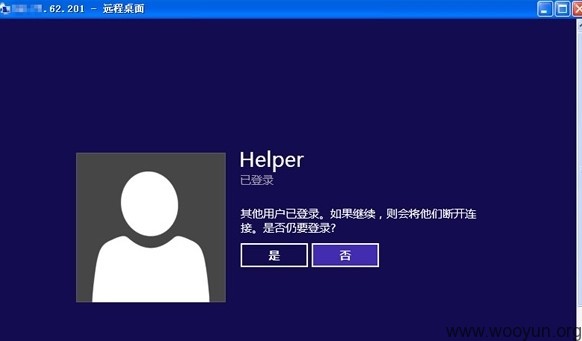 .62.201 - 远程桌面
Helper
已登录
其他用户已登录。如果继续，则会将他们断开连
接。是否仍要登录?
是
否
www.wooyun.org